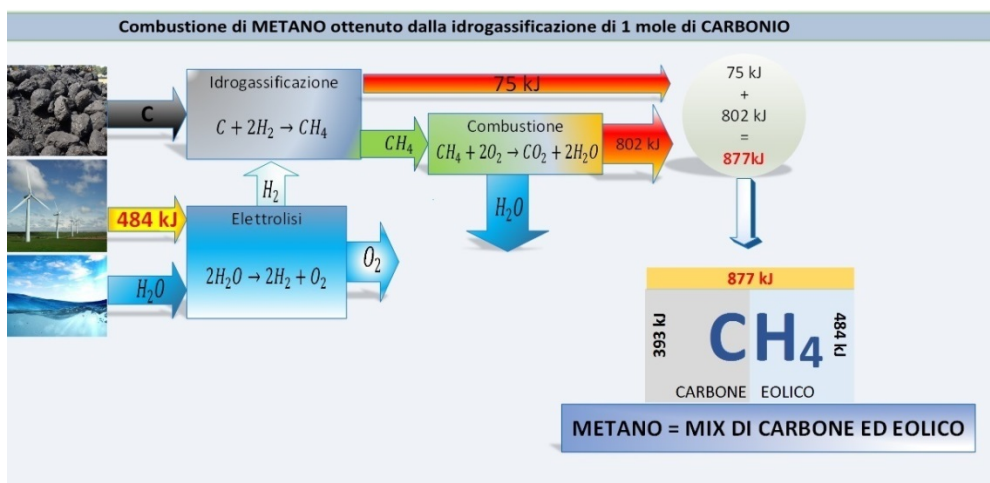 Combustione di METANO ottenuto dalla idrogassificazione di 1 mole di CARBONIO
Idrogassificazione
C + 2H₂ → CH₄
C
75 kJ
75 kJ
+
802 kJ
=
877kJ
CH₄
Combustione
CH₄ + 2O₂ → CO₂ + 2H₂O
802 kJ
H₂
H₂O
484 kJ
Elettrolisi
2H₂O → 2H₂ + O₂
O₂
H₂O
877 kJ
393 kJ
CH₄
484 kJ
CARBONE EOLICO
METANO = MIX DI CARBONE ED EOLICO